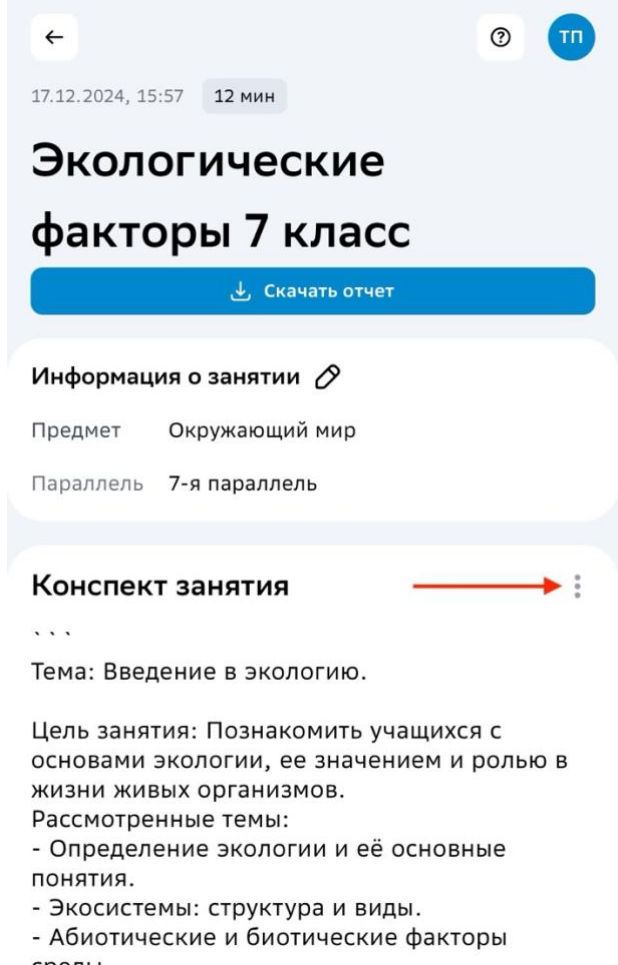 ТП
17.12.2024, 15:57 12 мин
Экологические
факторы 7 класс
Скачать отчет
Информация о занятии
Предмет Окружающий мир
Параллель 7-я параллель
Конспект занятия
```
Тема: Введение в экологию.
Цель занятия: Познакомить учащихся с
основами экологии, ее значением и ролью в
жизни живых организмов.
Рассмотренные темы:
- Определение экологии и её основные
понятия.
- Экосистемы: структура и виды.
- Абиотические и биотические факторы